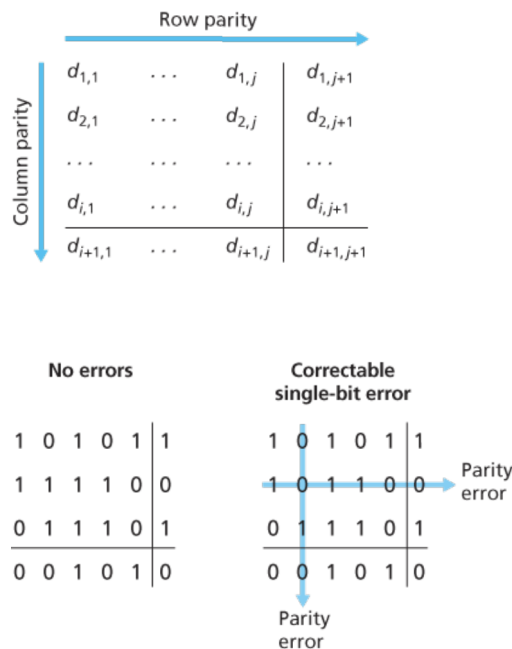 Row parity
Column parity
d1,1 . . . d1,j d1,j+1
d2,1 . . . d2,j d2,j+1
. . . . . . . . . . . .
di,1 . . . di,j di,j+1
di+1,1 . . . di+1,j di+1,j+1
No errors
1 0 1 0 1 1
1 1 1 1 0 0
0 1 1 1 0 1
0 0 1 0 1 0
Correctable
single-bit error
1 0 1 0 1 1
1 0 1 1 0 0
0 1 1 1 0 1
0 0 1 0 1 0
Parity
error
Parity
error